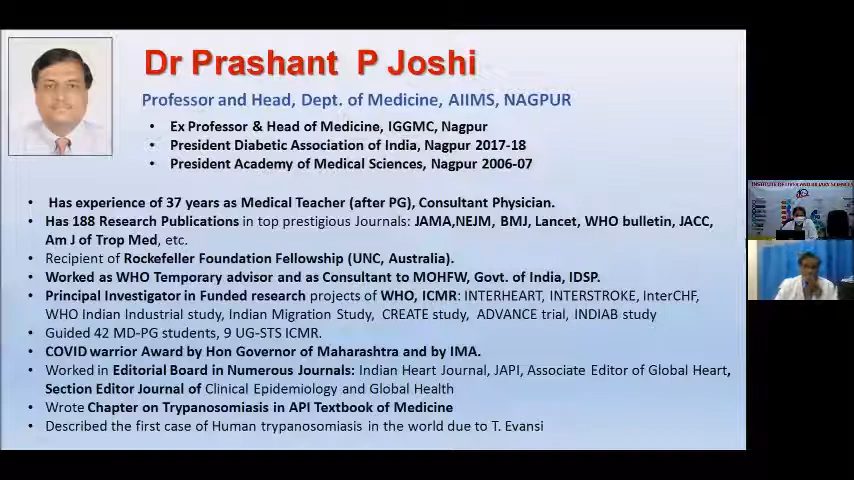 Dr Prashant P Joshi
Professor and Head, Dept. of Medicine, AIIMS, NAGPUR
• Ex Professor & Head of Medicine, IGGMC, Nagpur
• President Diabetic Association of India, Nagpur 2017-18
• President Academy of Medical Sciences, Nagpur 2006-07
• Has experience of 37 years as Medical Teacher (after PG), Consultant Physician.
• Has 188 Research Publications in top prestigious Journals: JAMA,NEJM, BMJ, Lancet, WHO bulletin, JACC,
Am J of Trop Med, etc.
• Recipient of Rockefeller Foundation Fellowship (UNC, Australia).
• Worked as WHO Temporary advisor and as Consultant to MOHFW, Govt. of India, IDSP.
• Principal Investigator in Funded research projects of WHO, ICMR: INTERHEART, INTERSTROKE, InterCHF,
WHO Indian Industrial study, Indian Migration Study, CREATE study, ADVANCE trial, INDIAB study
• Guided 42 MD-PG students, 9 UG-STS ICMR.
• COVID warrior Award by Hon Governor of Maharashtra and by IMA.
• Worked in Editorial Board in Numerous Journals: Indian Heart Journal, JAPI, Associate Editor of Global Heart,
Section Editor Journal of Clinical Epidemiology and Global Health
• Wrote Chapter on Trypanosomiasis in API Textbook of Medicine
• Described the first case of Human trypanosomiasis in the world due to T. Evansi
INSTITUTE OF LIVER AND BILIARY SCIENCES